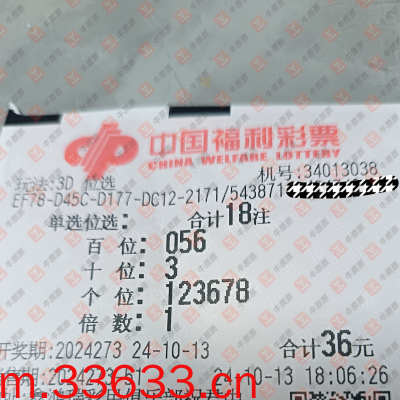 中国福利彩票
CHINA WELFARE LOTTERY
玩法:3D 位选 机号:34013038
EF78-D45C-D177-DC12-2171/543871
单选位选: 合计18注
百 位: 056
十 位: 3
个 位: 123678
倍 数: 1
开奖期:2024273 24-10-13 合计36元
24-10-13 18:06:26
m.33633.cn